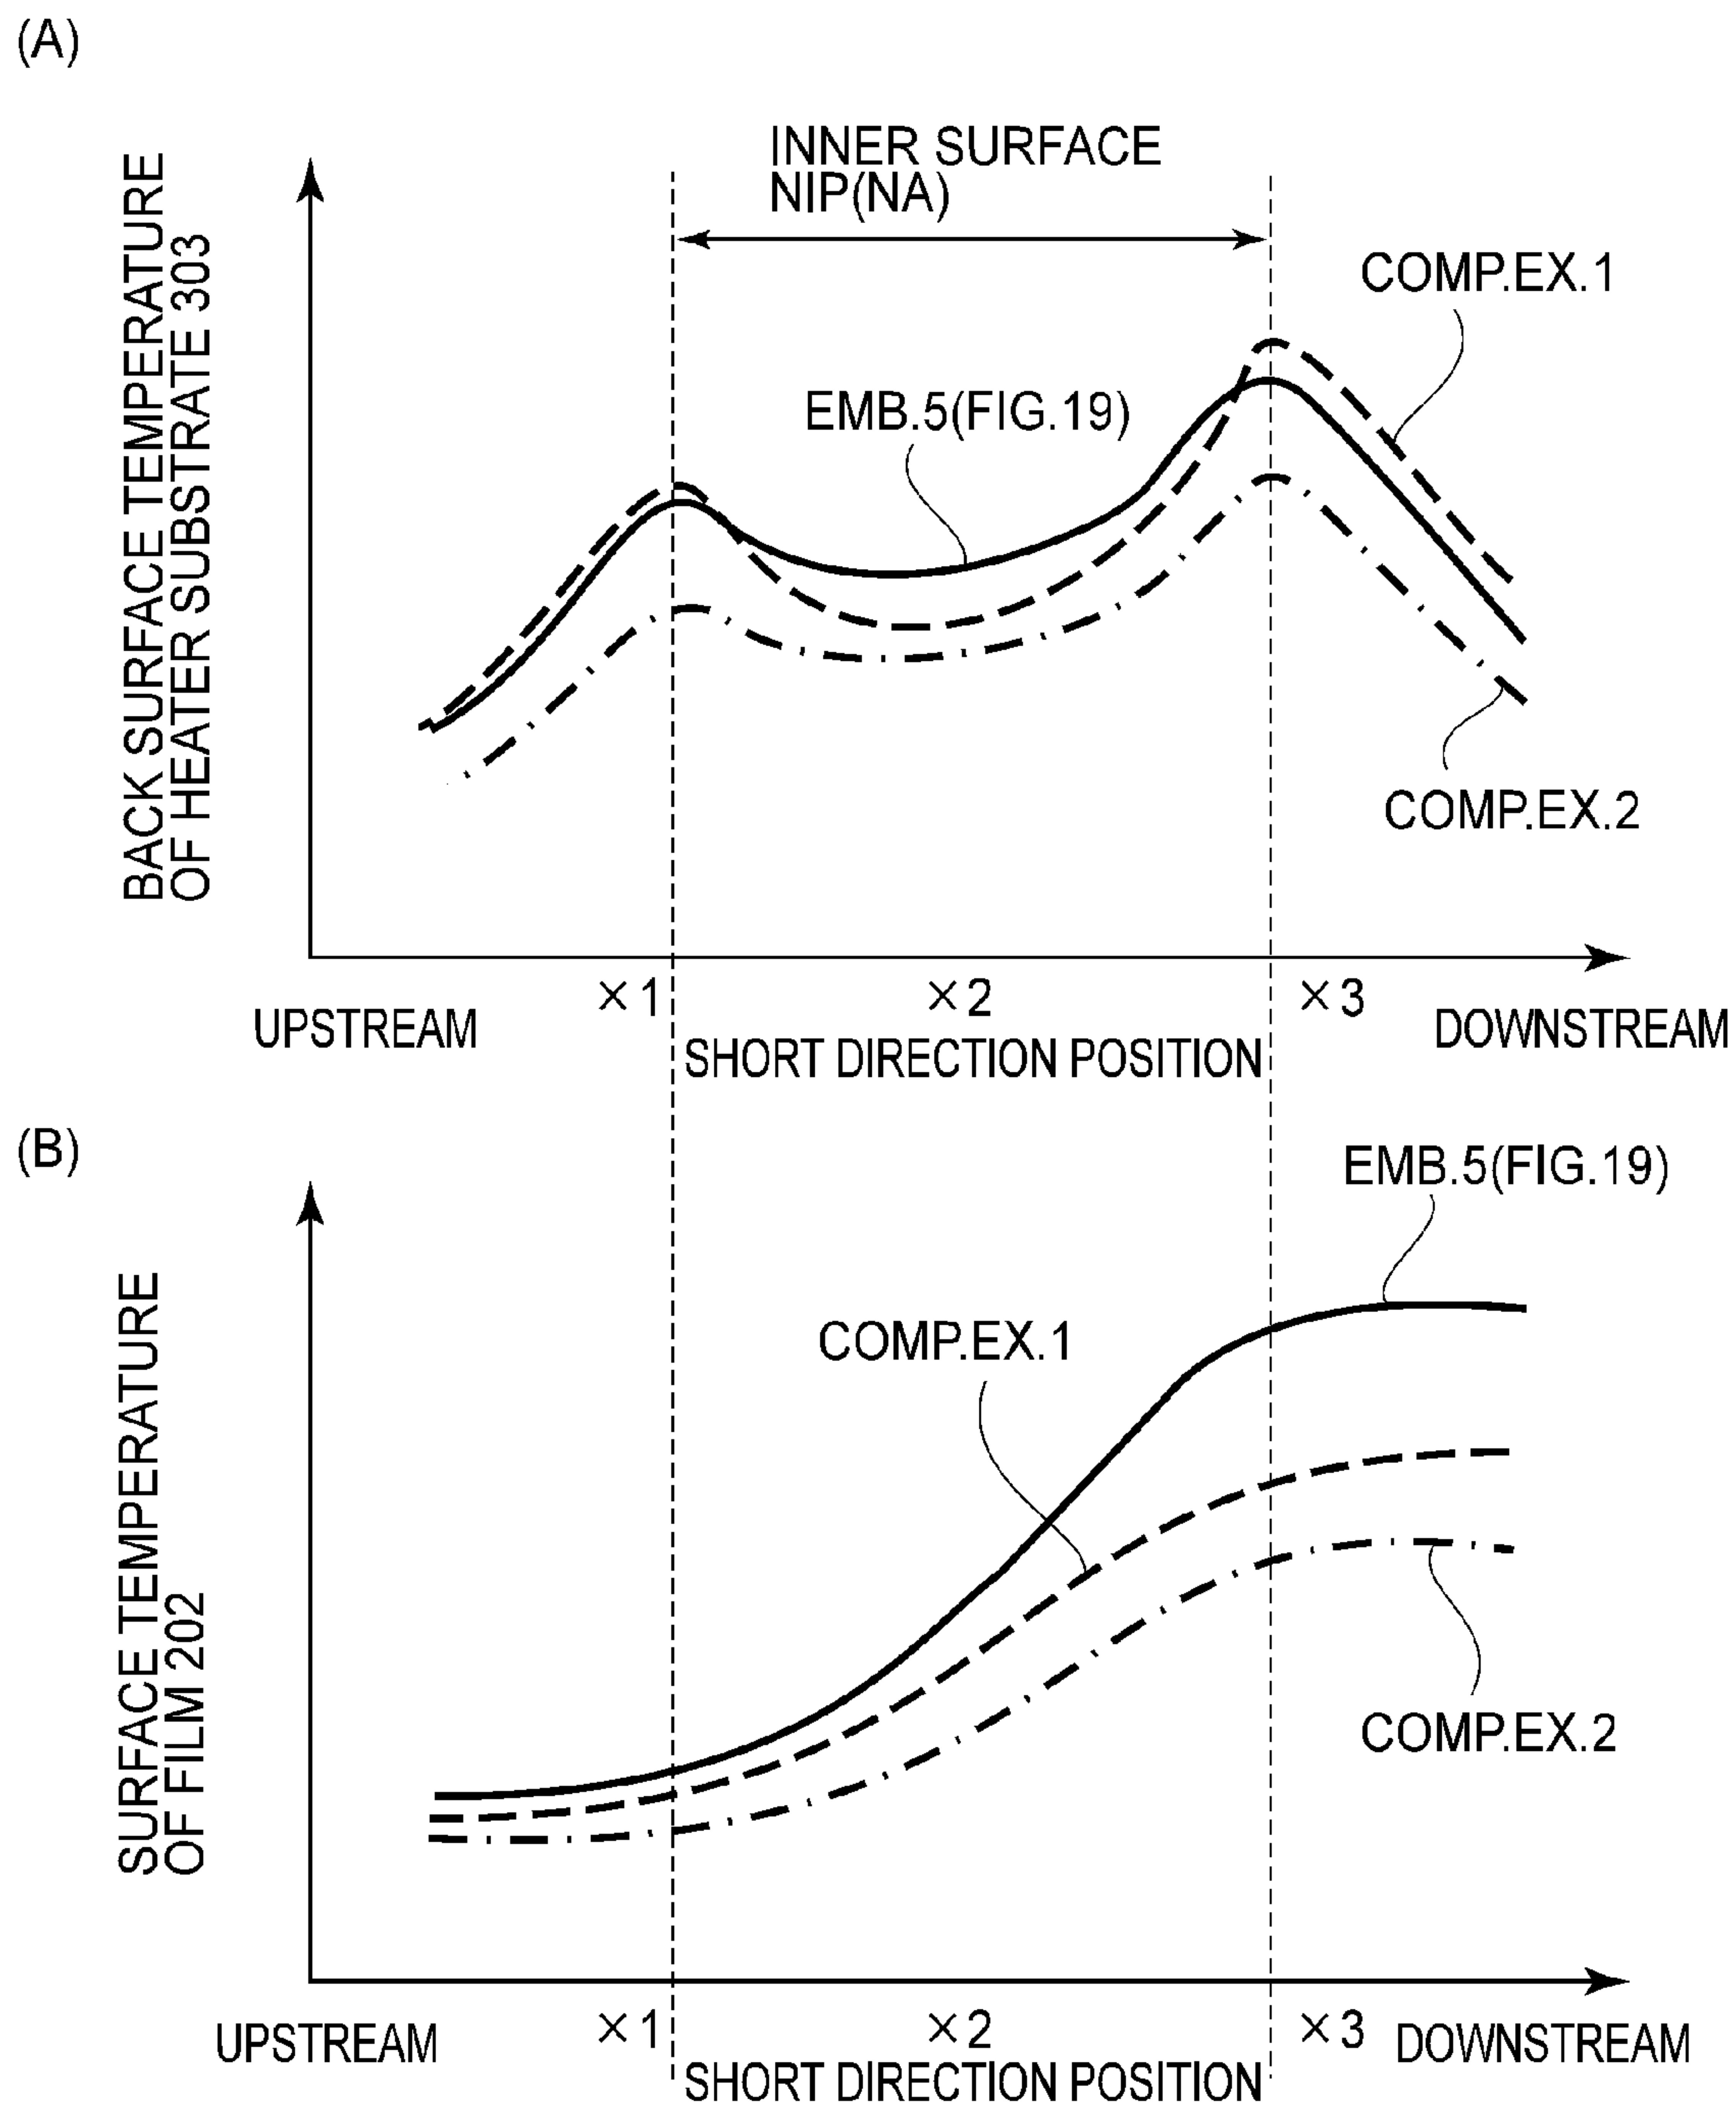 (A)
INNER SURFACE
NIP(NA)
BACK SURFACE TEMPERATURE
OF HEATER SUBSTRATE 303
COMP.EX.1
EMB.5(FIG.19)
COMP.EX.2
×1
×2
×3
UPSTREAM
SHORT DIRECTION POSITION
DOWNSTREAM
(B)
EMB.5(FIG.19)
SURFACE TEMPERATURE
OF FILM 202
COMP.EX.1
COMP.EX.2
×1
×2
×3
UPSTREAM
SHORT DIRECTION POSITION
DOWNSTREAM